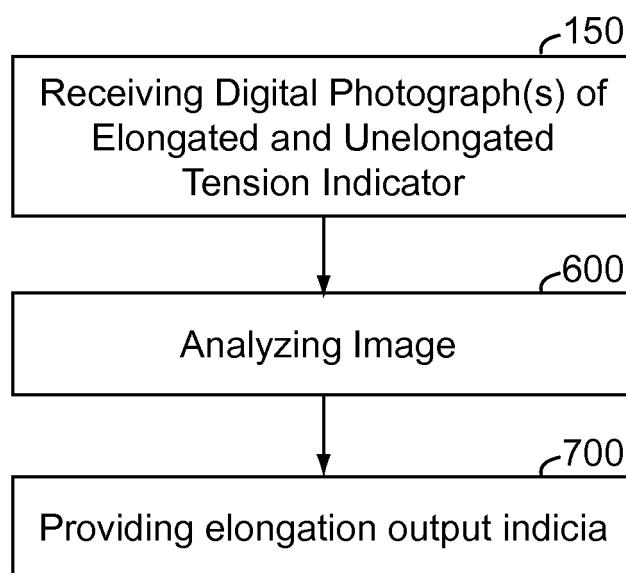 150
Receiving Digital Photograph(s) of
Elongated and Unelongated
Tension Indicator
600
Analyzing Image
700
Providing elongation output indicia